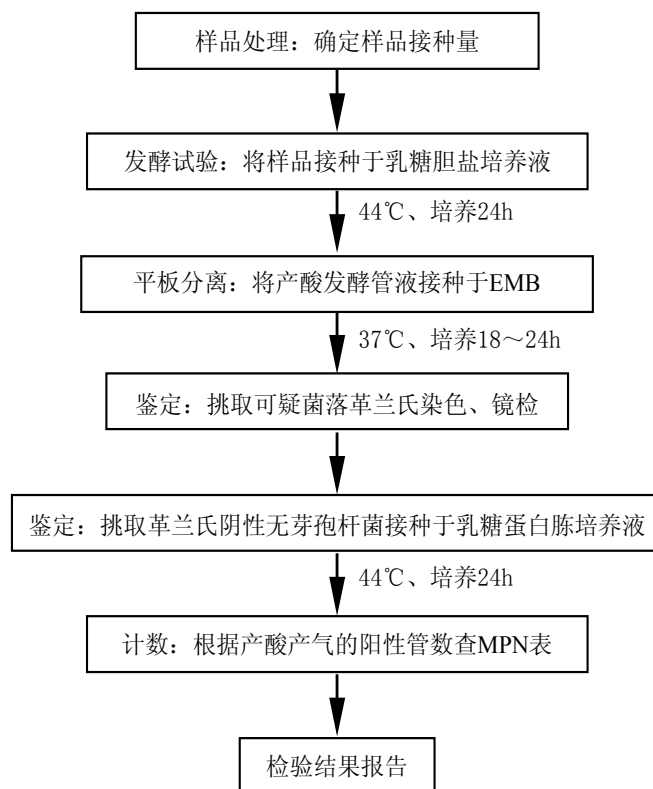 样品处理：确定样品接种量
发酵试验：将样品接种于乳糖胆盐培养液
44℃、培养24h
平板分离：将产酸发酵管液接种于EMB
37℃、培养18～24h
鉴定：挑取可疑菌落革兰氏染色、镜检
鉴定：挑取革兰氏阴性无芽孢杆菌接种于乳糖蛋白胨培养液
44℃、培养24h
计数：根据产酸产气的阳性管数查MPN表
检验结果报告